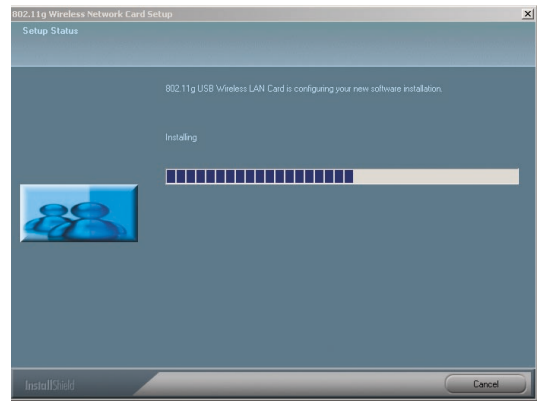 802.11g Wireless Network Card Setup
Setup Status
802.11g USB Wireless LAN Card is configuring your new software installation.
Installing
InstallShield
Cancel